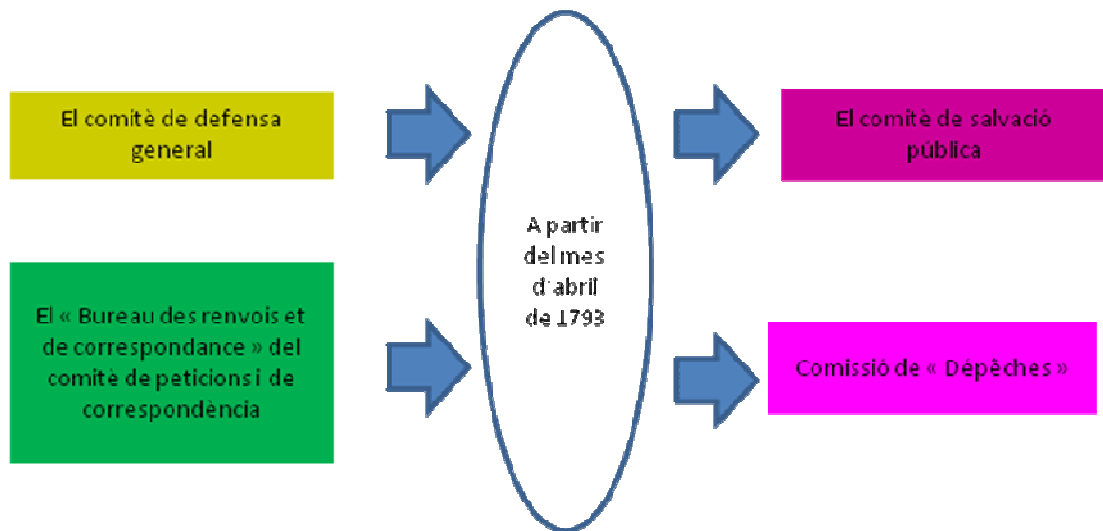 El comitè de defensa
general
El comitè de salvació
pública
A partir
del mes
d'abril
de 1793
El « Bureau des renvois et
de correspondance » del
comitè de peticions i de
correspondència
Comissió de « Dépêches »